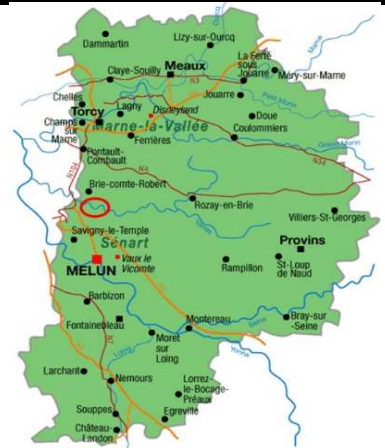 Ourcq
Dammartin
Lizy-sur-Ourcq
Marne
Meaux
La Ferté
sous
Jouarre
Méry-sur-Marne
Claye-Souilly
N3
Chelles
Jouarre
Petit Morin
Lagny
Disneyland
Torcy
Champs
sur
Marne
Marne-la-Vallée
Doue
Coulommiers
Ferrières
Grand Morin
Pontault-
Combault
N34
N4
N104
Brie-comte-Robert
Rozay-en-Brie
Villiers-St-Georges
Savigny-le-Temple
Sénart
Provins
MELUN
Vaux le
Vicomte
Rampillon
St-Loup
de Naud
Barbizon
Fontainebleau
Montereau
Seine
Bray-sur
-Seine
N7
Moret
sur
Loing
Loing
Yonne
Larchant
Nemours
Lorrez-
le-Bocage-
Préaux
Souppes
Egreville
Château-
Landon